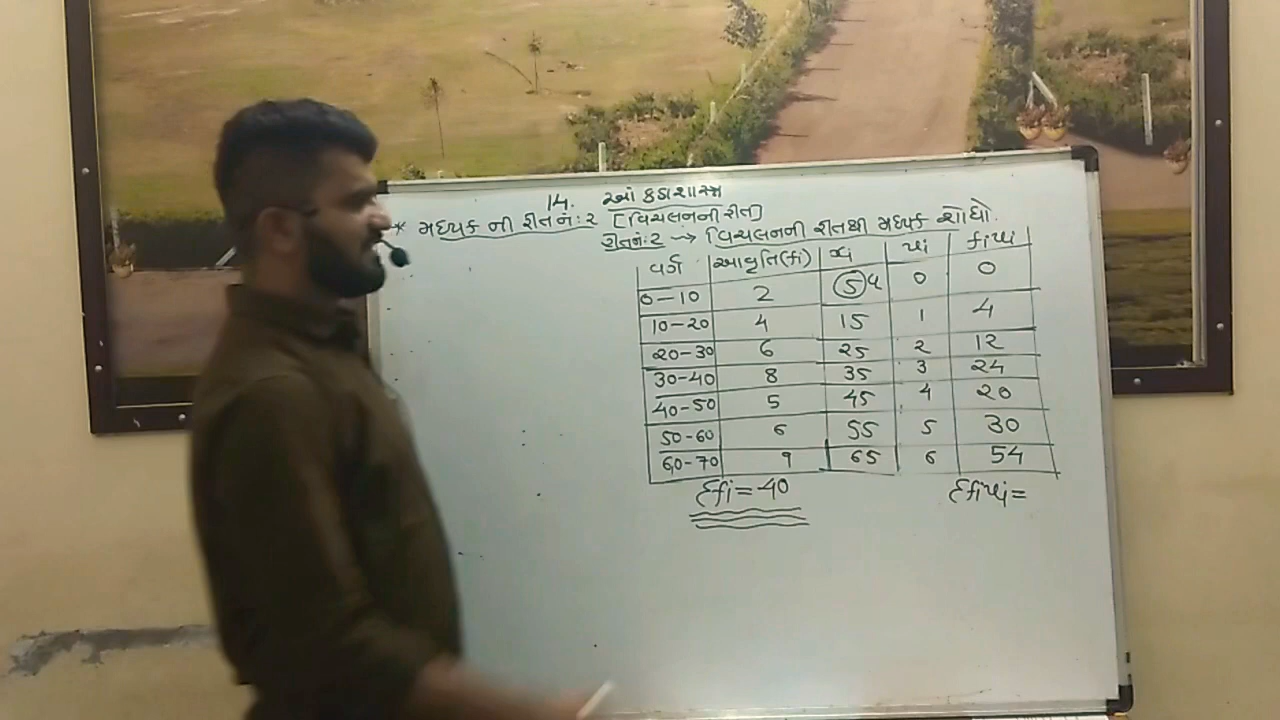 14. આંકડાશાસ્ત્ર
* મધ્યક ની રીત નં:૨ [વિચલનની રીત]
રીતનં:2 → વિચલનની રીતથી મધ્યક શોધો.
વર્ગ આવૃત્તિ(fi) xi ui fiui
0-10 2 5 a 0 0
10-20 4 15 1 4
20-30 6 25 2 12
30-40 8 35 3 24
40-50 5 45 4 20
50-60 6 55 5 30
60-70 9 65 6 54
Σfi = 40 Σfiui =